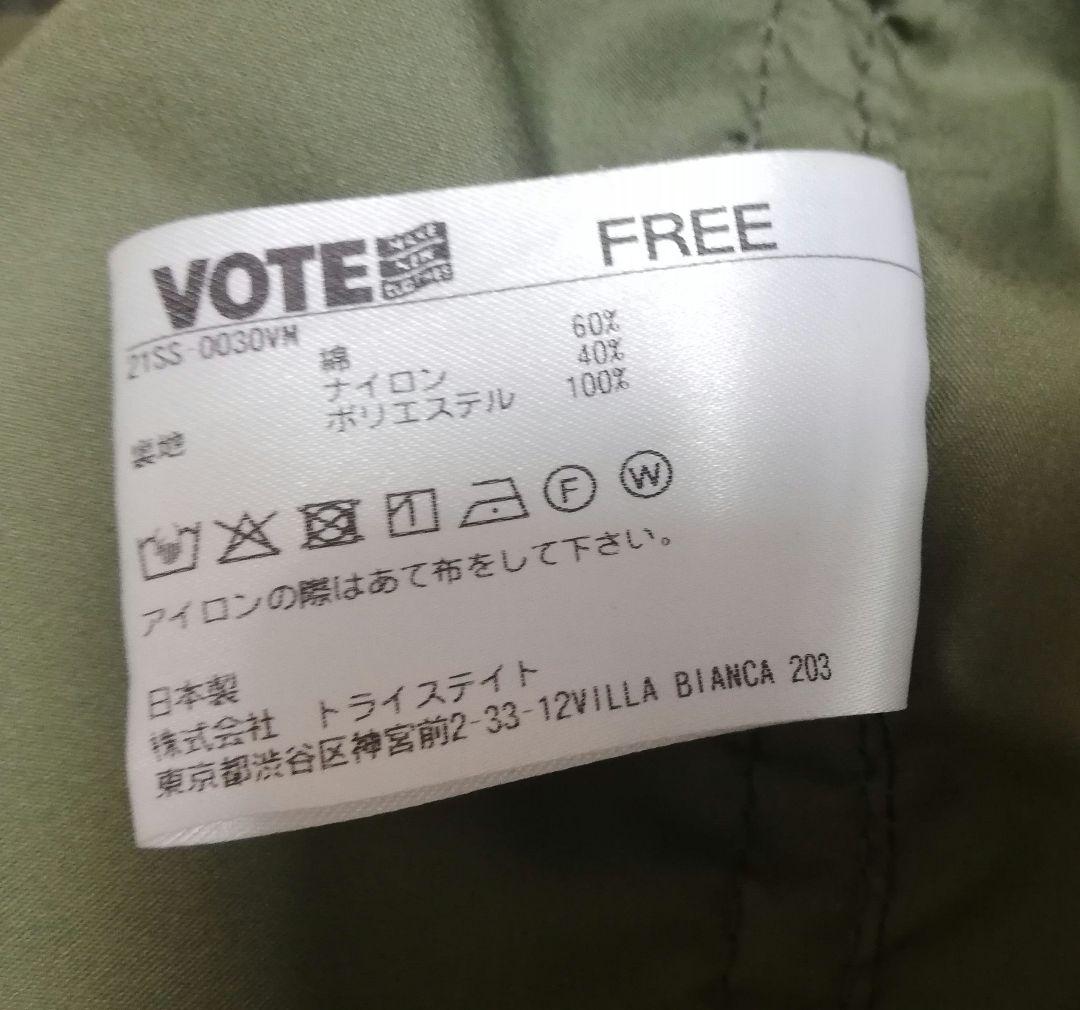 VOTE MAKE NEW CLOTHES FREE
21SS-0030VM
綿 60%
ナイロン 40%
裏地 ポリエステル 100%
F W
アイロンの際はあて布をして下さい。
日本製
株式会社 トライステイト
東京都渋谷区神宮前2-33-12VILLA BIANCA 203